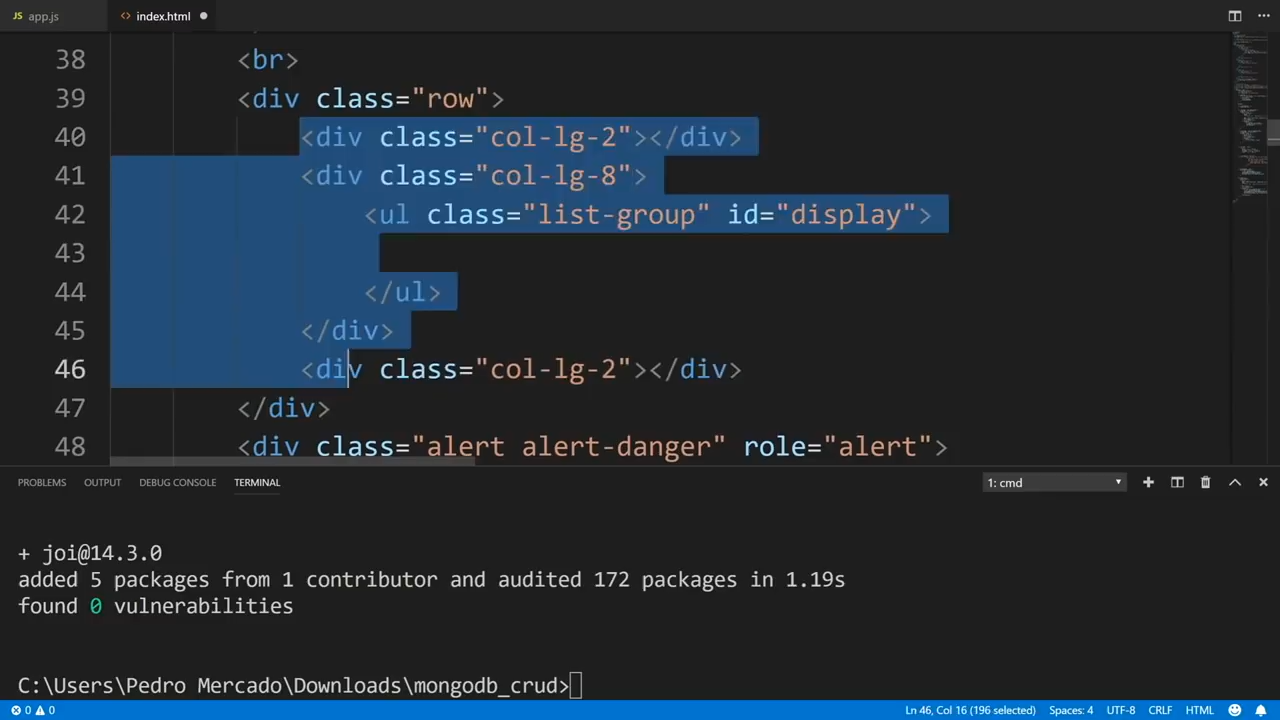 JS app.js <> index.html
38 <br>
39 <div class="row">
40 <div class="col-lg-2"></div>
41 <div class="col-lg-8">
42 <ul class="list-group" id="display">
43
44 </ul>
45 </div>
46 <div class="col-lg-2"></div>
47 </div>
48 <div class="alert alert-danger" role="alert">
PROBLEMS OUTPUT DEBUG CONSOLE TERMINAL 1: cmd
+ joi@14.3.0
added 5 packages from 1 contributor and audited 172 packages in 1.19s
found 0 vulnerabilities
C:\Users\Pedro Mercado\Downloads\mongodb_crud>
0 0 Ln 46, Col 16 (196 selected) Spaces: 4 UTF-8 CRLF HTML